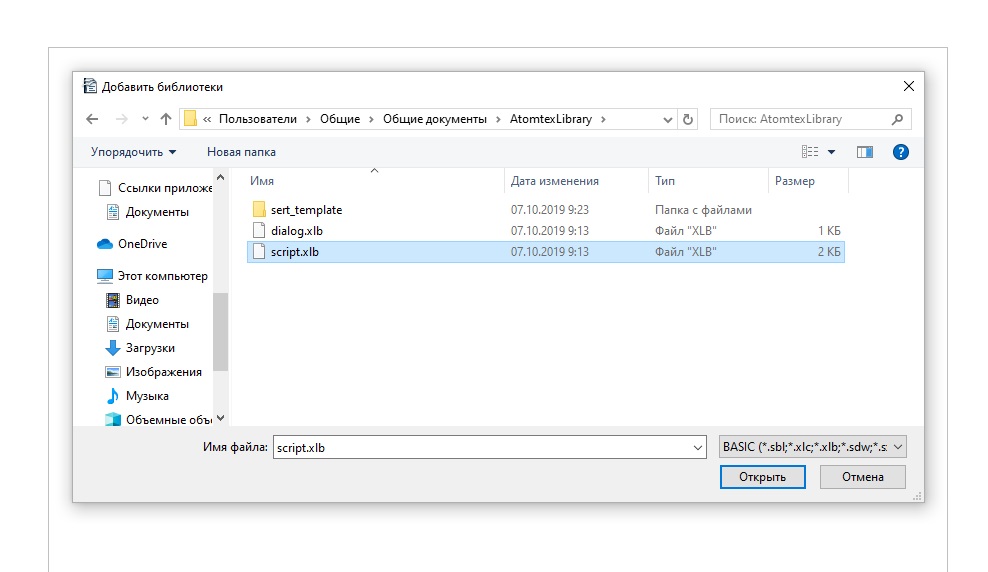 Добавить библиотеки
« Пользователи › Общие › Общие документы › AtomtexLibrary ›
Поиск: AtomtexLibrary
Упорядочить Новая папка
Имя Дата изменения Тип Размер
Ссылки приложе
Документы
OneDrive
Этот компьютер
Видео
Документы
Загрузки
Изображения
Музыка
Объемные объ
sert_template 07.10.2019 9:23 Папка с файлами
dialog.xlb 07.10.2019 9:13 Файл "XLB" 1 КБ
script.xlb 07.10.2019 9:13 Файл "XLB" 2 КБ
Имя файла: script.xlb BASIC (*.sbl;*.xlc;*.xlb;*.sdw;*.s
Открыть Отмена